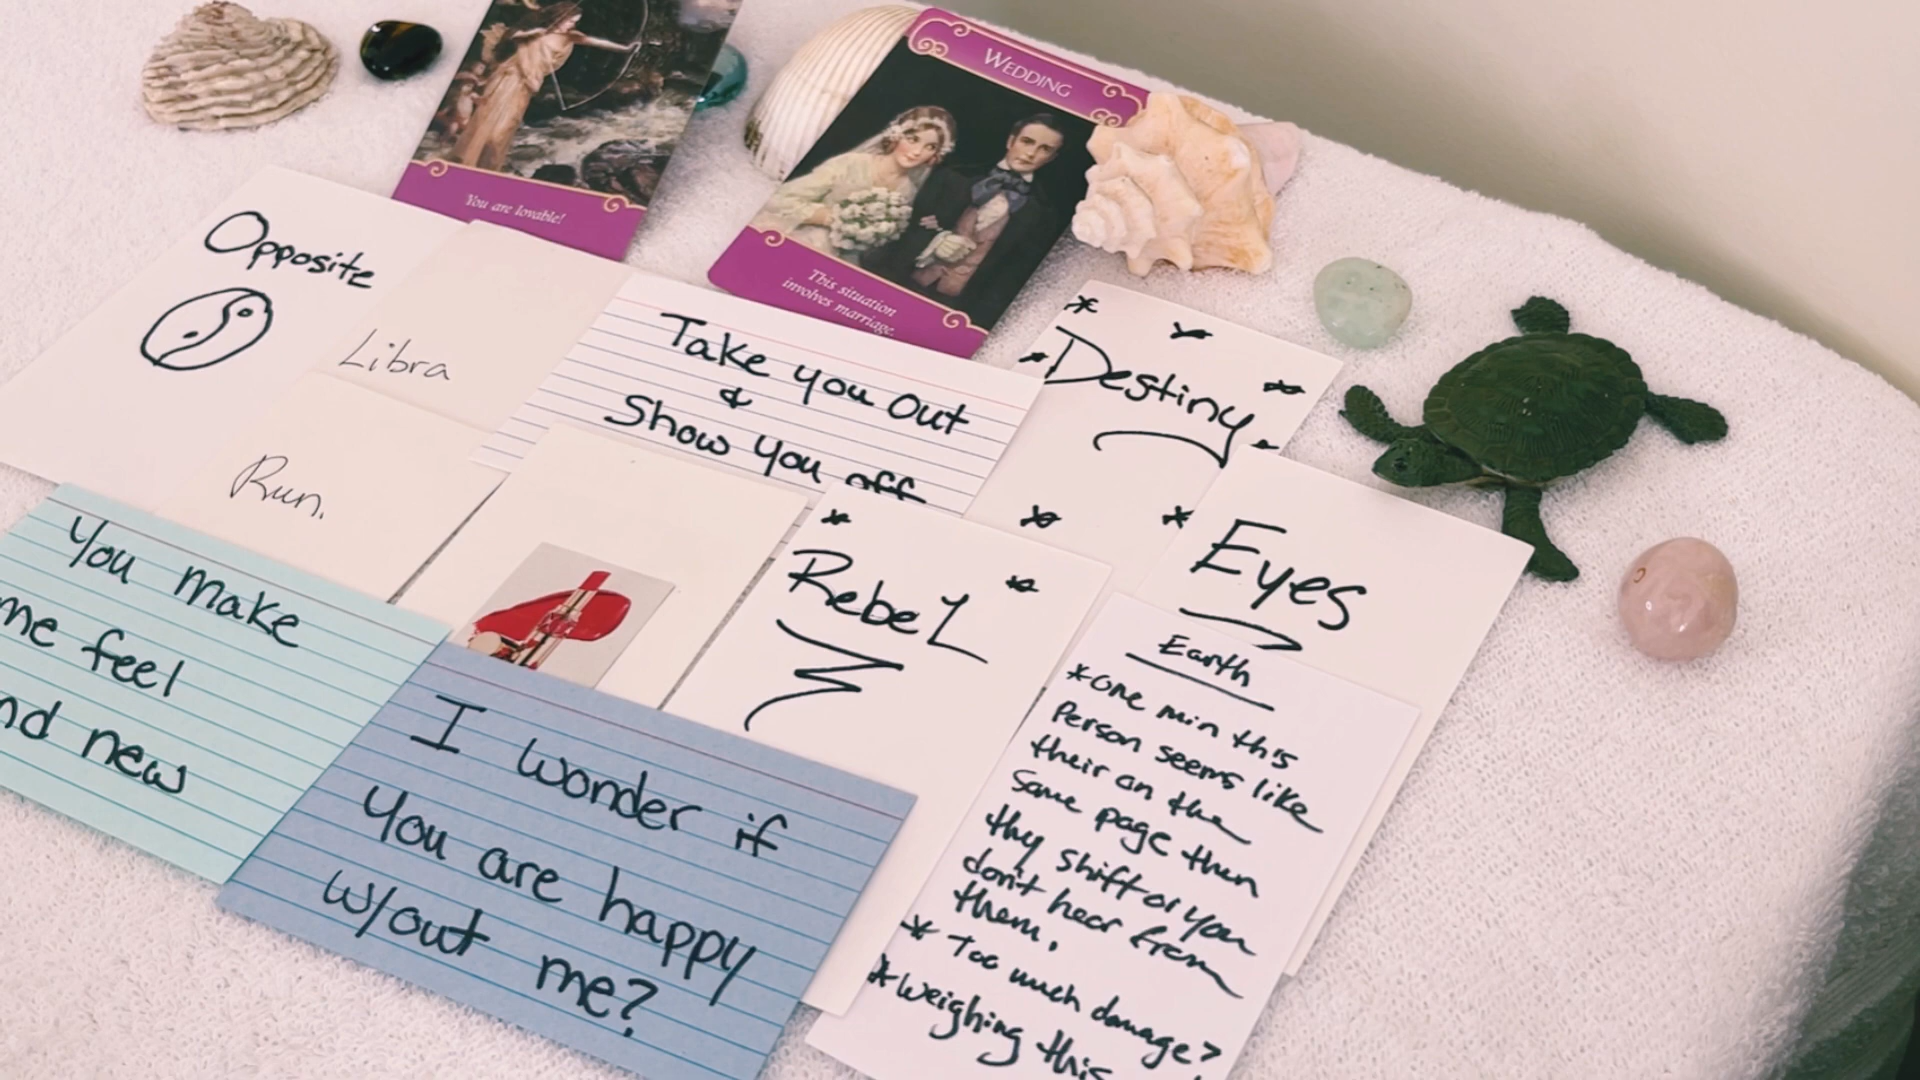 You are lovable!
WEDDING
This situation
involves marriage.
Opposite
Libra
Run.
Take you out
&
Show you off
Destiny
Rebel
Eyes
You make
me feel
new
I wonder if
you are happy
w/out me?
Earth
*one min this
Person seems like
their on the
same page then
thy shift or you
don't hear from
them.
* Too much damage?
*weighing this